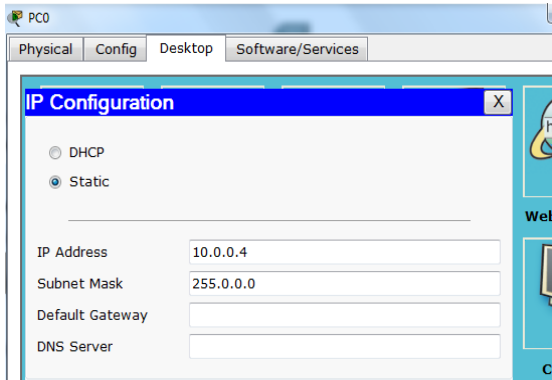 PC0
Physical Config Desktop Software/Services
IP Configuration X
DHCP
Static
IP Address 10.0.0.4
Subnet Mask 255.0.0.0
Default Gateway
DNS Server